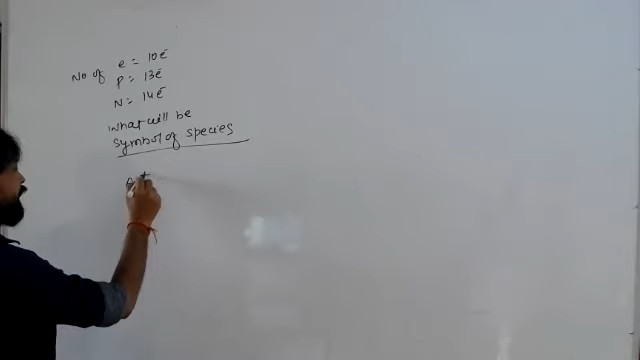 No of e = 10e̅
p = 13e̅
N = 14e̅
what will be
symbol of species